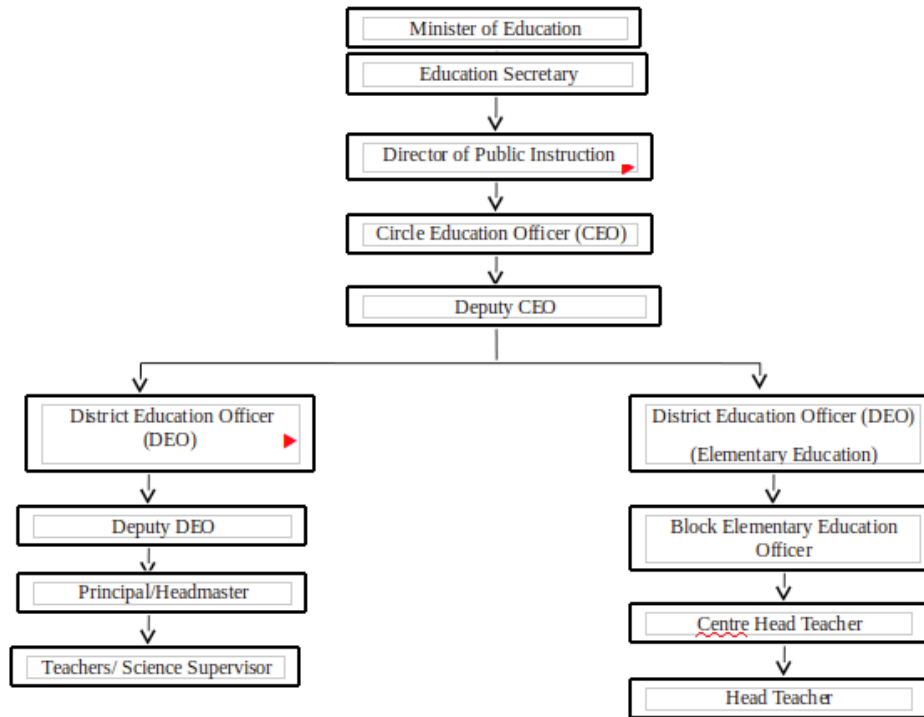 Minister of Education
Education Secretary
Director of Public Instruction
Circle Education Officer (CEO)
Deputy CEO
District Education Officer
(DEO)
Deputy DEO
Principal/Headmaster
Teachers/ Science Supervisor
District Education Officer (DEO)
(Elementary Education)
Block Elementary Education
Officer
Centre Head Teacher
Head Teacher